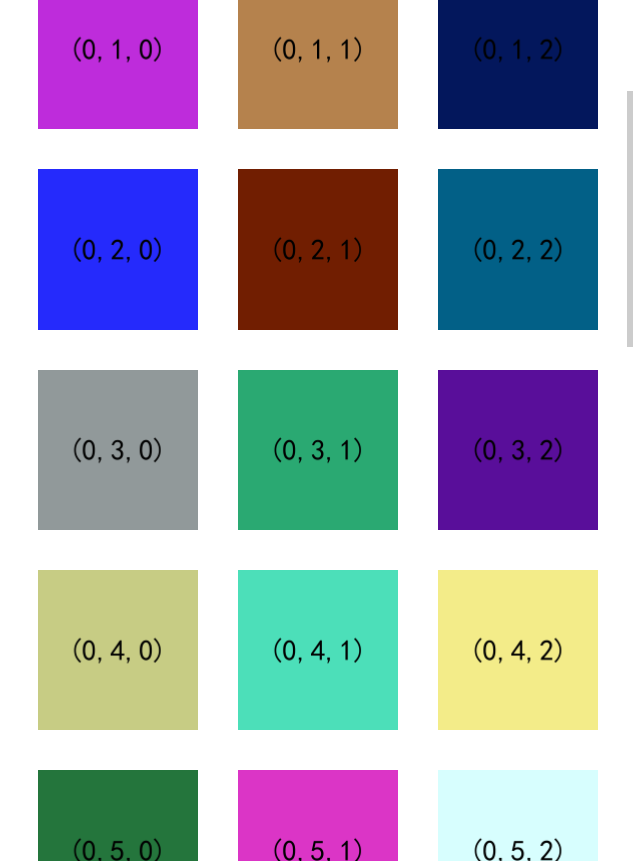 (0, 1, 0) (0, 1, 1) (0, 1, 2)
(0, 2, 0) (0, 2, 1) (0, 2, 2)
(0, 3, 0) (0, 3, 1) (0, 3, 2)
(0, 4, 0) (0, 4, 1) (0, 4, 2)
(0, 5, 0) (0, 5, 1) (0, 5, 2)